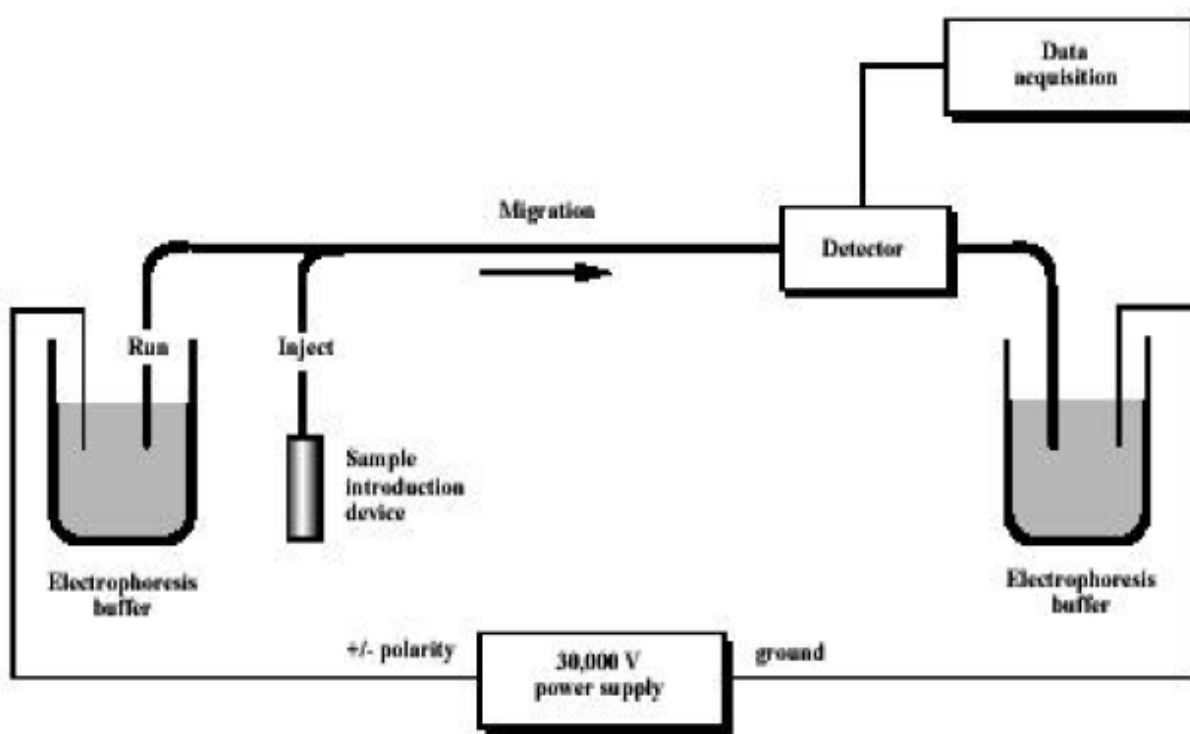 Data
acquisition
Migration
Detector
Run
Inject
Sample
introduction
device
Electrophoresis
buffer
Electrophoresis
buffer
+/- polarity
30,000 V
power supply
ground